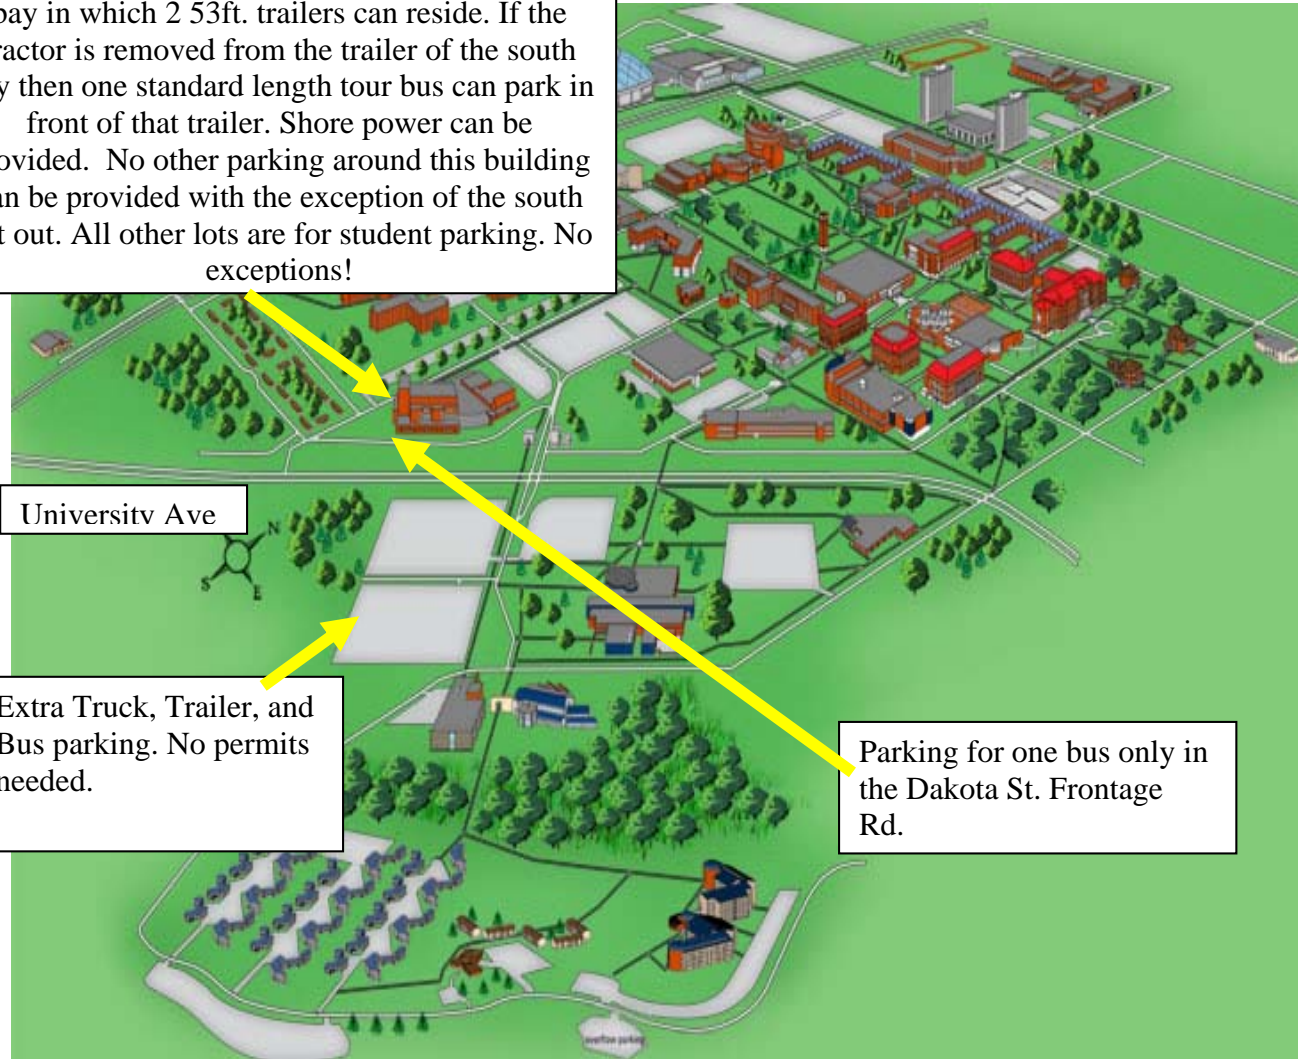 bay in which 2 53ft. trailers can reside. If the
ractor is removed from the trailer of the south
y then one standard length tour bus can park in
front of that trailer. Shore power can be
ovided. No other parking around this building
an be provided with the exception of the south
t out. All other lots are for student parking. No
exceptions!
University Ave
N
S
E
Extra Truck, Trailer, and
Bus parking. No permits
needed.
Parking for one bus only in
the Dakota St. Frontage
Rd.
overflow parking